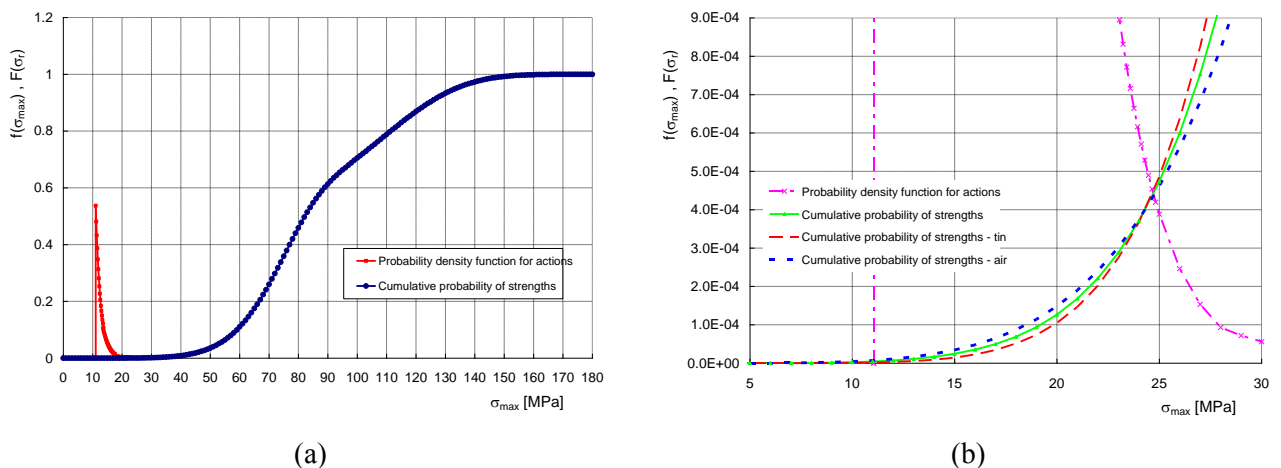 f(σmax) , F(σr)
1.2
1
0.8
0.6
0.4
0.2
0
0 10 20 30 40 50 60 70 80 90 100 110 120 130 140 150 160 170 180
σmax [MPa]
Probability density function for actions
Cumulative probability of strengths
(a)
f(σmax) , F(σr)
9.0E-04
8.0E-04
7.0E-04
6.0E-04
5.0E-04
4.0E-04
3.0E-04
2.0E-04
1.0E-04
0.0E+00
5 10 15 20 25 30
σmax [MPa]
Probability density function for actions
Cumulative probability of strengths
Cumulative probability of strengths - tin
Cumulative probability of strengths - air
(b)